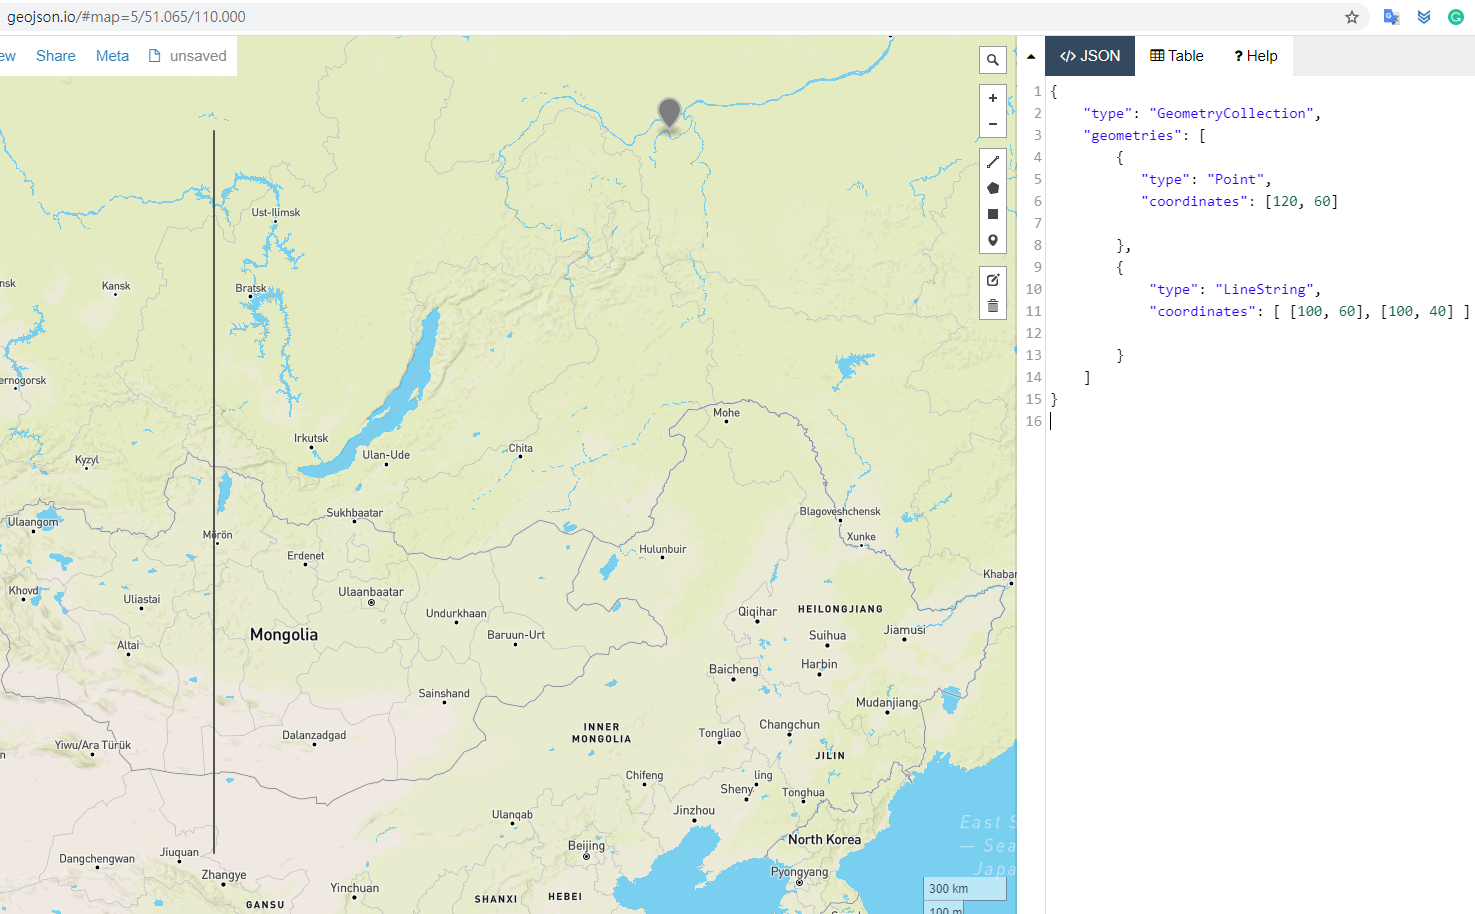 geojson.io/#map=5/51.065/110.000
ew Share Meta unsaved
</> JSON Table ? Help
1 {
2 "type": "GeometryCollection",
3 "geometries": [
4 {
5 "type": "Point",
6 "coordinates": [120, 60]
7
8 },
9 {
10 "type": "LineString",
11 "coordinates": [ [100, 60], [100, 40] ]
12
13 }
14 ]
15 }
16
+
−
Ust-Ilimsk
nsk
Kansk
Bratsk
ernogorsk
Mohe
Irkutsk
Chita
Ulan-Ude
Kyzyl
Sukhbaatar
Blagoveshchensk
Ulaangom
Mörön
Xunke
Hulunbuir
Erdenet
Khabar
Khovd
Ulaanbaatar
Uliastai
Undurkhaan
Qiqihar
HEILONGJIANG
Mongolia
Baruun-Urt
Suihua
Jiamusi
Altai
Harbin
Baicheng
Sainshand
Mudanjiang
INNER
MONGOLIA
Changchun
Tongliao
Dalanzadgad
Yiwu/Ara Türük
n
JILIN
Chifeng
ling
Sheny
Tonghua
Jinzhou
Ulanqab
East S
North Korea
Beijing
— Sea
Jiuquan
Dangchengwan
Japa
Zhangye
Pyongyang
Yinchuan
300 km
SHANXI
HEBEI
GANSU
100 m